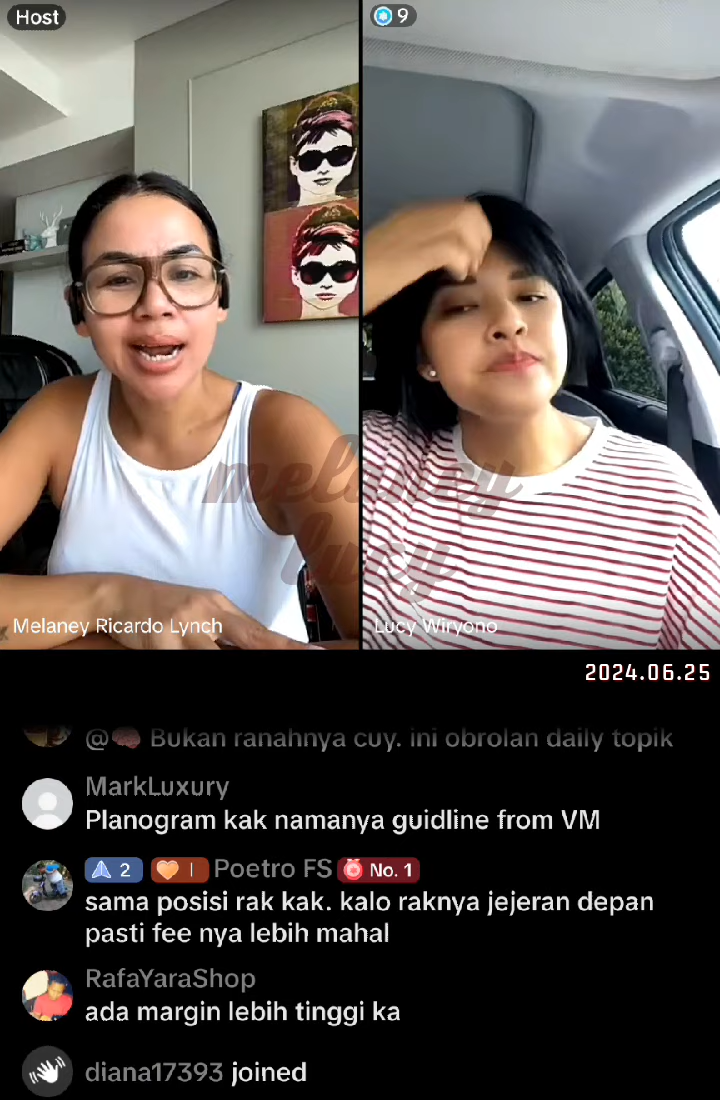 Host
9
melaney
lucy
Melaney Ricardo Lynch
Lucy Wiryono
2024.06.25
@🧠 Bukan ranahnya cuy. ini obrolan daily topik
MarkLuxury
Planogram kak namanya guidline from VM
2 I Poetro FS No. 1
sama posisi rak kak. kalo raknya jejeran depan
pasti fee nya lebih mahal
RafaYaraShop
ada margin lebih tinggi ka
diana17393 joined